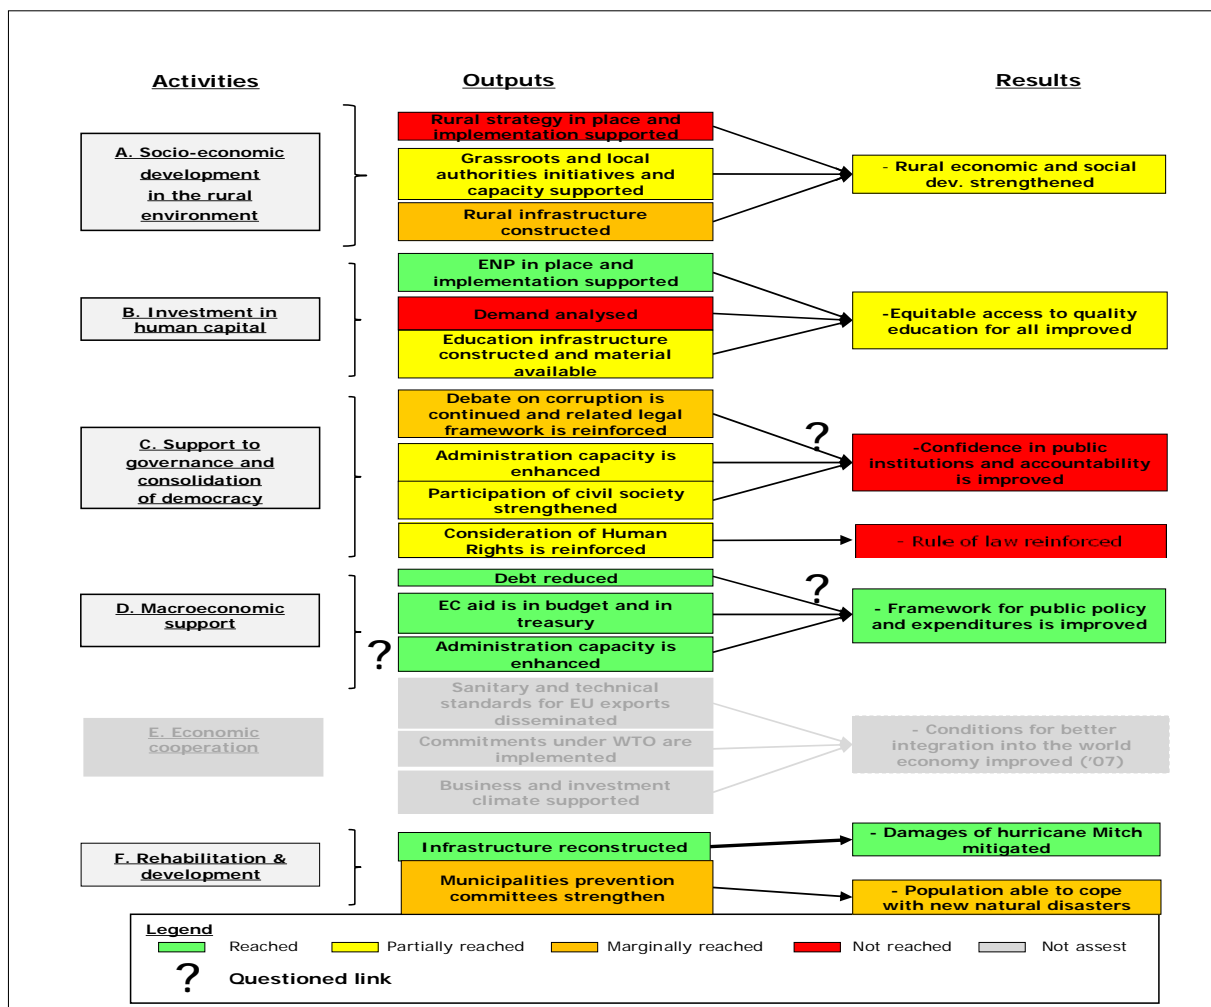 Activities
Outputs
Results
A. Socio-economic
development
in the rural
environment
Rural strategy in place and
implementation supported
Grassroots and local
authorities initiatives and
capacity supported
Rural infrastructure
constructed
- Rural economic and social
dev. strengthened
B. Investment in
human capital
ENP in place and
implementation supported
Demand analysed
Education infrastructure
constructed and material
available
-Equitable access to quality
education for all improved
C. Support to
governance and
consolidation
of democracy
Debate on corruption is
continued and related legal
framework is reinforced
Administration capacity is
enhanced
Participation of civil society
strengthened
Consideration of Human
Rights is reinforced
?
-Confidence in public
institutions and accountability
is improved
- Rule of law reinforced
D. Macroeconomic
support
?
Debt reduced
EC aid is in budget and in
treasury
Administration capacity is
enhanced
?
- Framework for public policy
and expenditures is improved
E. Economic
cooperation
Sanitary and technical
standards for EU exports
disseminated
Commitments under WTO are
implemented
Business and investment
climate supported
- Conditions for better
integration into the world
economy improved ('07)
F. Rehabilitation &
development
Infrastructure reconstructed
Municipalities prevention
committees strengthen
- Damages of hurricane Mitch
mitigated
- Population able to cope
with new natural disasters
Legend
Reached
Partially reached
Marginally reached
Not reached
Not assest
? Questioned link